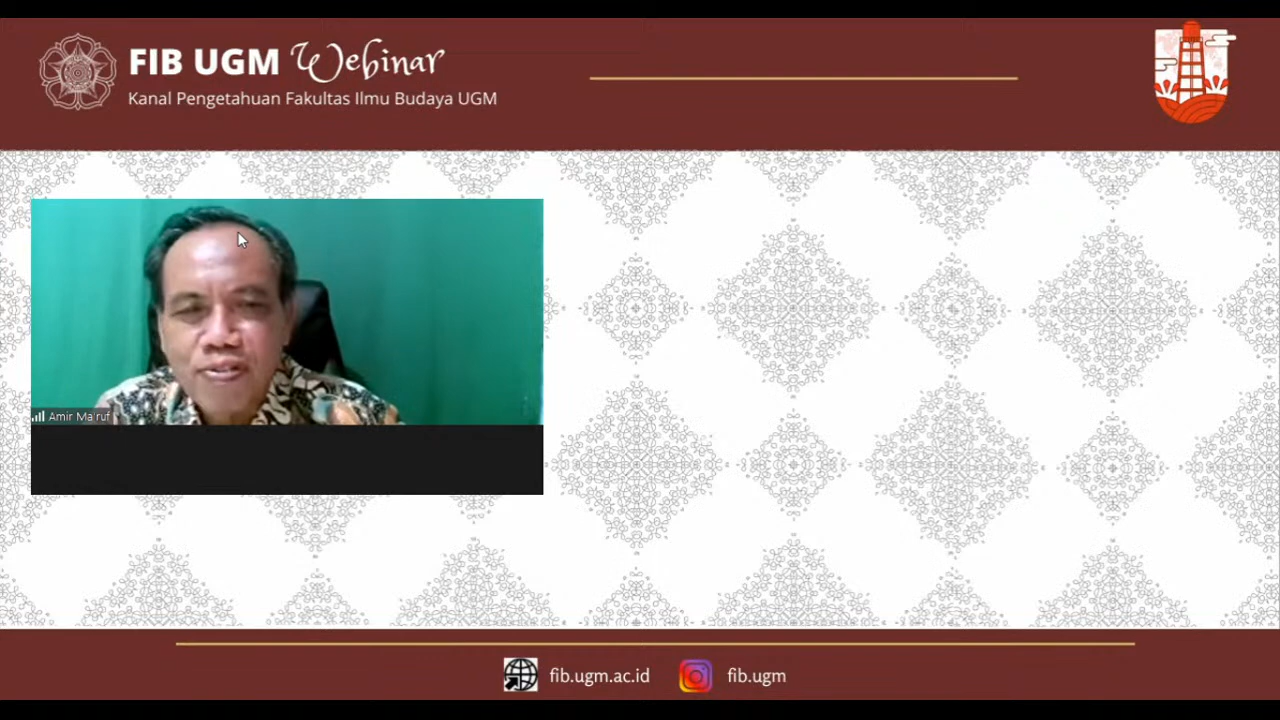 FIB UGM Webinar
Kanal Pengetahuan Fakultas Ilmu Budaya UGM
Amir Ma'ruf
fib.ugm.ac.id
fib.ugm